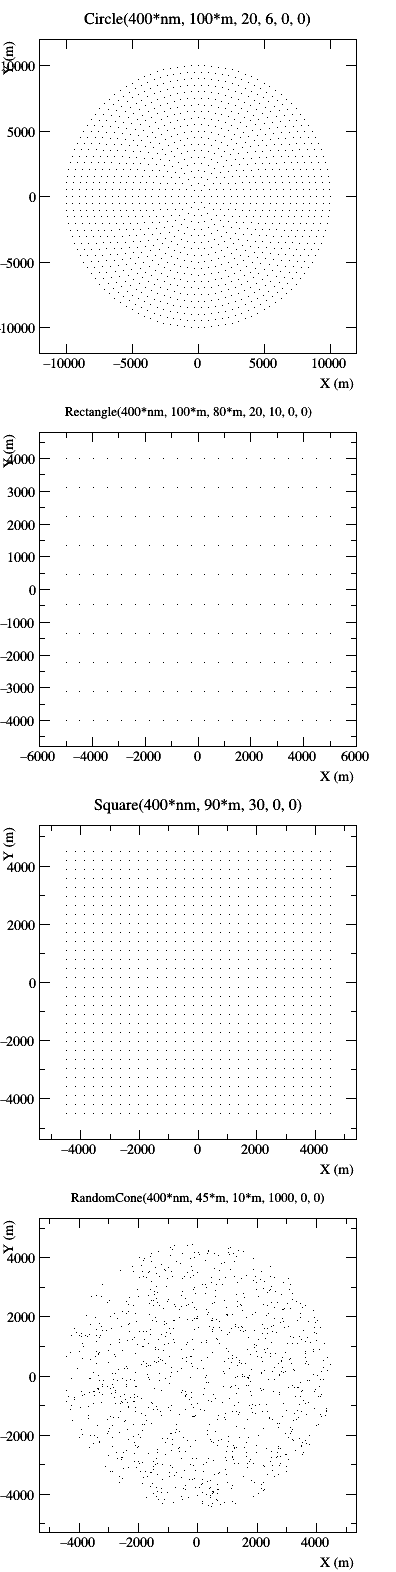 Circle(400*nm, 100*m, 20, 6, 0, 0)
Y (m)
10000
5000
0
−5000
−10000
−10000 −5000 0 5000 10000
X (m)
Rectangle(400*nm, 100*m, 80*m, 20, 10, 0, 0)
Y (m)
4000
3000
2000
1000
0
−1000
−2000
−3000
−4000
−6000 −4000 −2000 0 2000 4000 6000
X (m)
Square(400*nm, 90*m, 30, 0, 0)
Y (m)
4000
2000
0
−2000
−4000
−4000 −2000 0 2000 4000
X (m)
RandomCone(400*nm, 45*m, 10*m, 1000, 0, 0)
Y (m)
4000
2000
0
−2000
−4000
−4000 −2000 0 2000 4000
X (m)